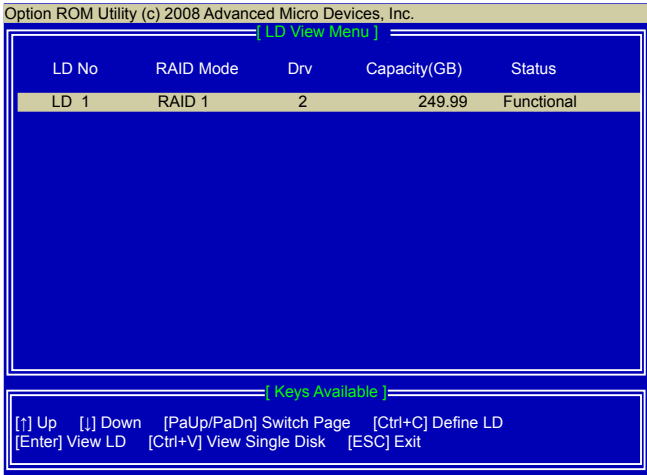 Option ROM Utility (c) 2008 Advanced Micro Devices, Inc.
[ LD View Menu ]
LD No RAID Mode Drv Capacity(GB) Status
LD 1 RAID 1 2 249.99 Functional
[ Keys Available ]
[↑] Up [↓] Down [PaUp/PaDn] Switch Page [Ctrl+C] Define LD
[Enter] View LD [Ctrl+V] View Single Disk [ESC] Exit